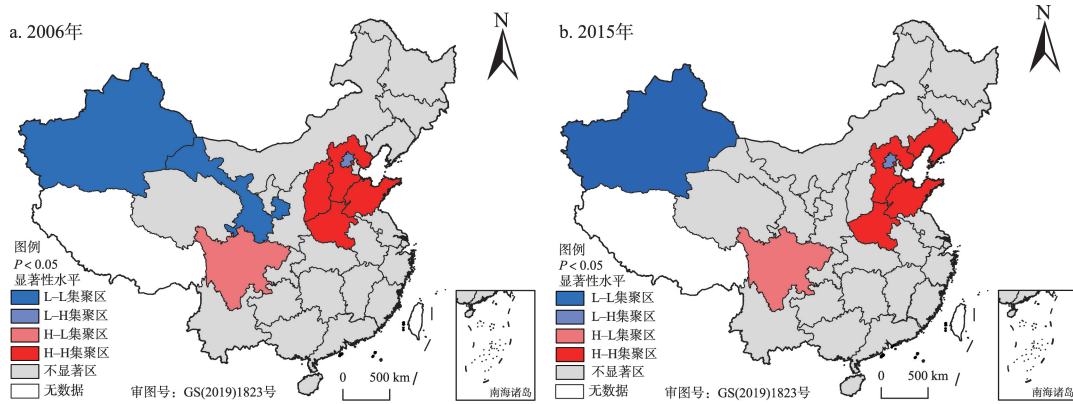 a. 2006年
N
图例
P < 0.05
显著性水平
L–L集聚区
L–H集聚区
H–L集聚区
H–H集聚区
不显著区
无数据
审图号：GS(2019)1823号
0 500 km
南海诸岛
b. 2015年
N
图例
P < 0.05
显著性水平
L–L集聚区
L–H集聚区
H–L集聚区
H–H集聚区
不显著区
无数据
审图号：GS(2019)1823号
0 500 km
南海诸岛